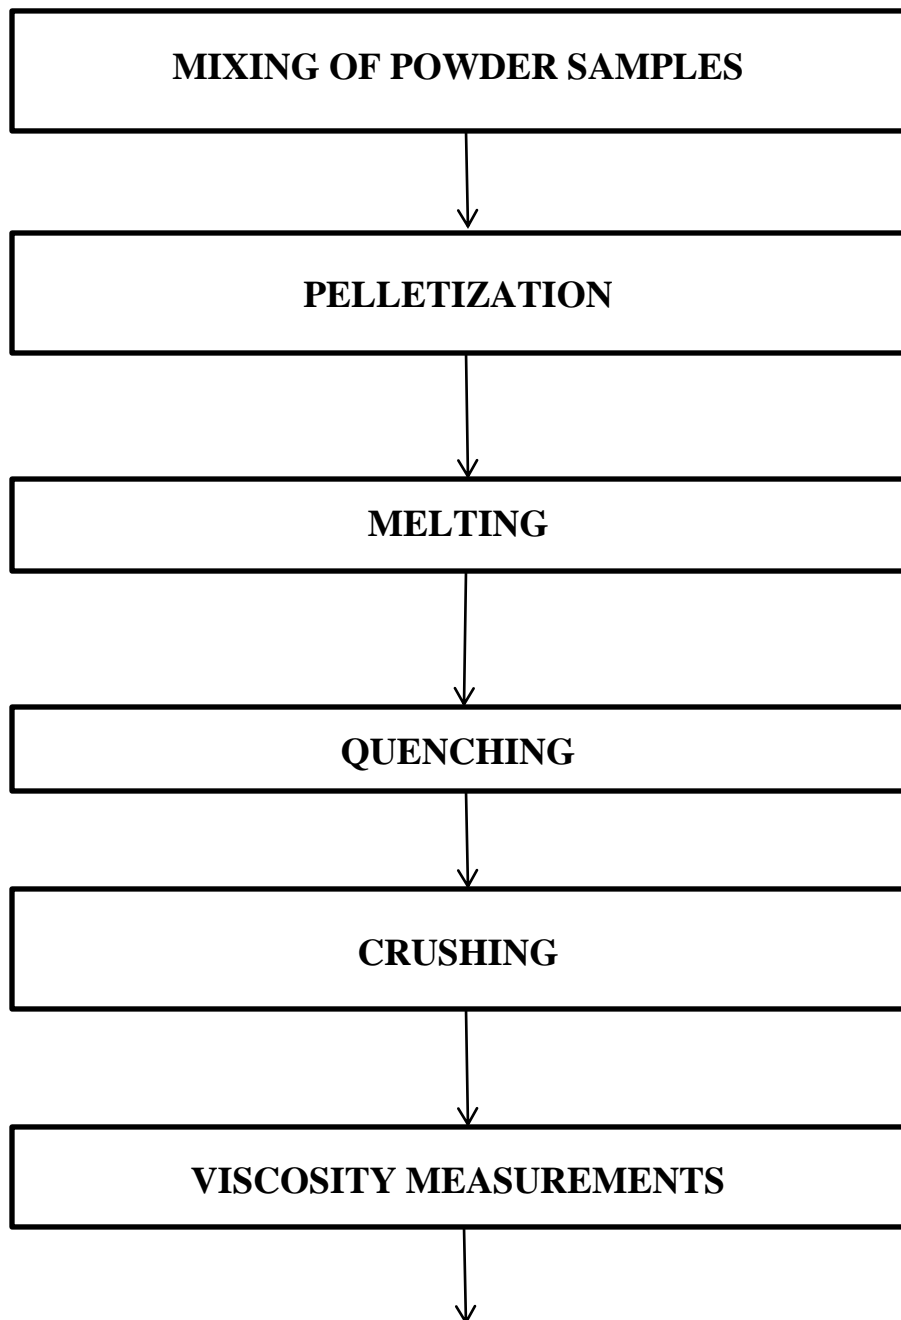 MIXING OF POWDER SAMPLES
PELLETIZATION
MELTING
QUENCHING
CRUSHING
VISCOSITY MEASUREMENTS